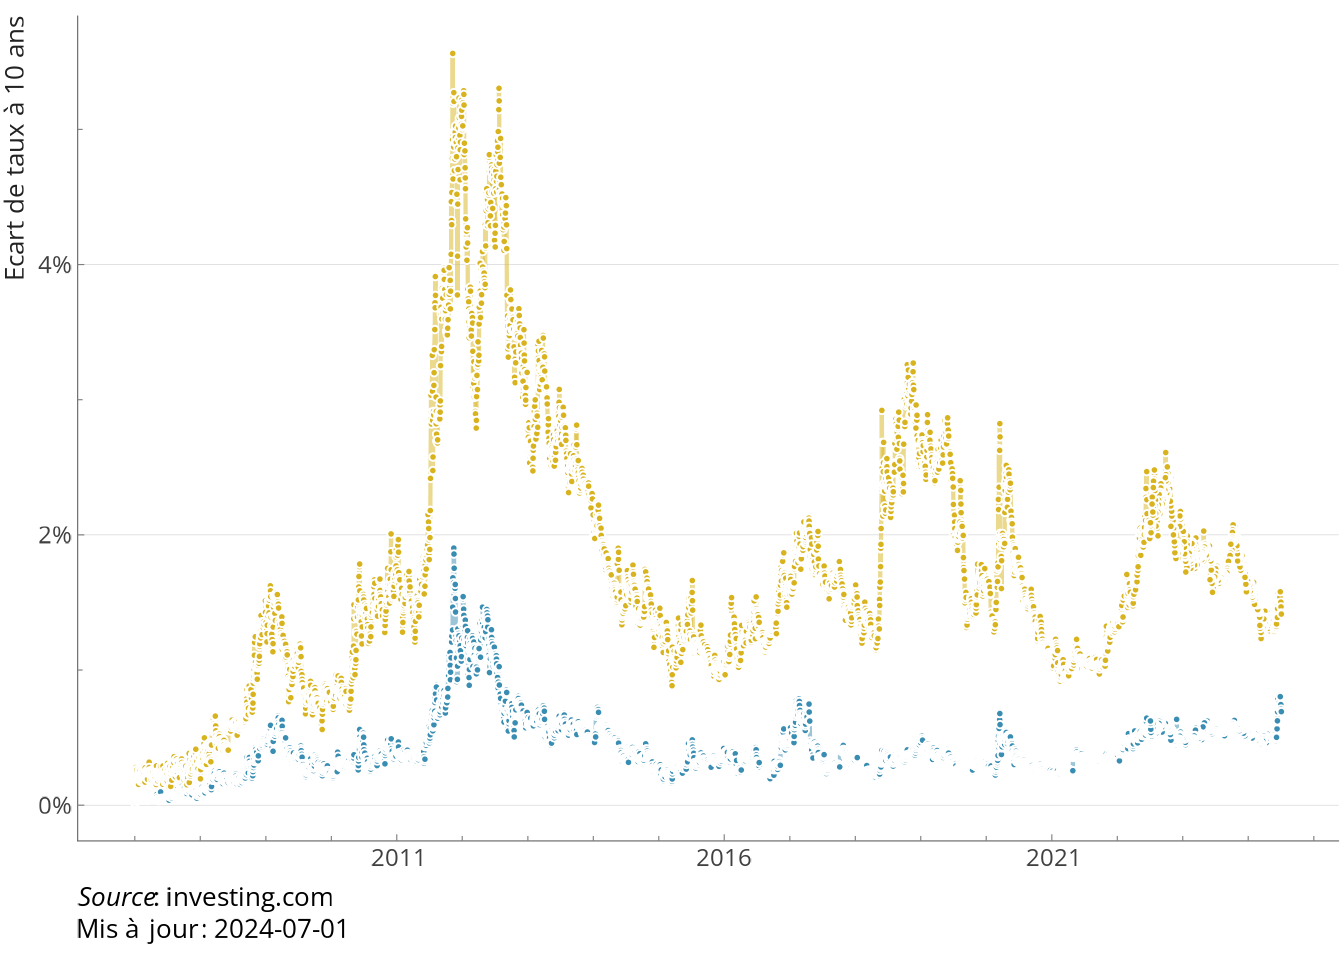 Ecart de taux à 10 ans
4%
2%
0%
2011 2016 2021
Source: investing.com
Mis à jour: 2024-07-01